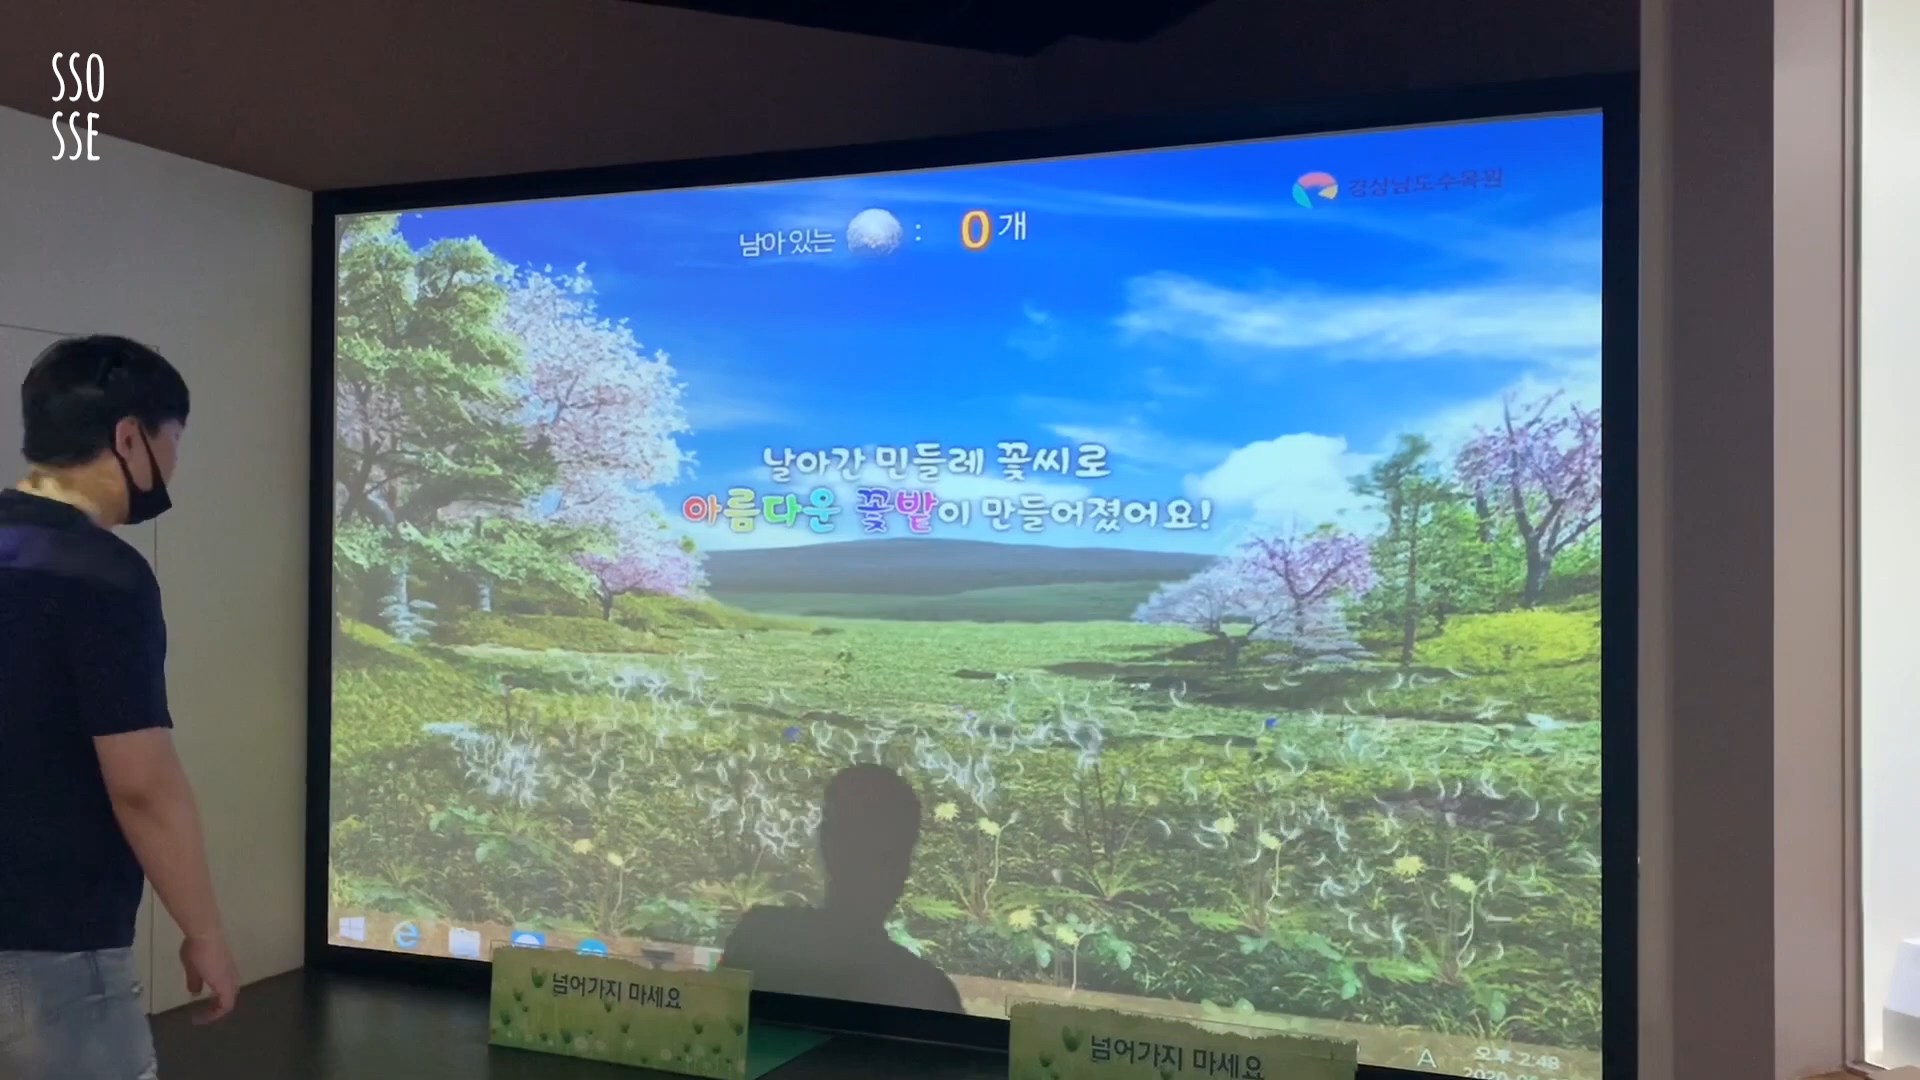 SSO
SSE
경상남도수목원
남아 있는 : 0개
날아간 민들레 꽃씨로
아름다운 꽃밭이 만들어졌어요!
넘어가지 마세요
넘어가지 마세요
A 오후 2:48